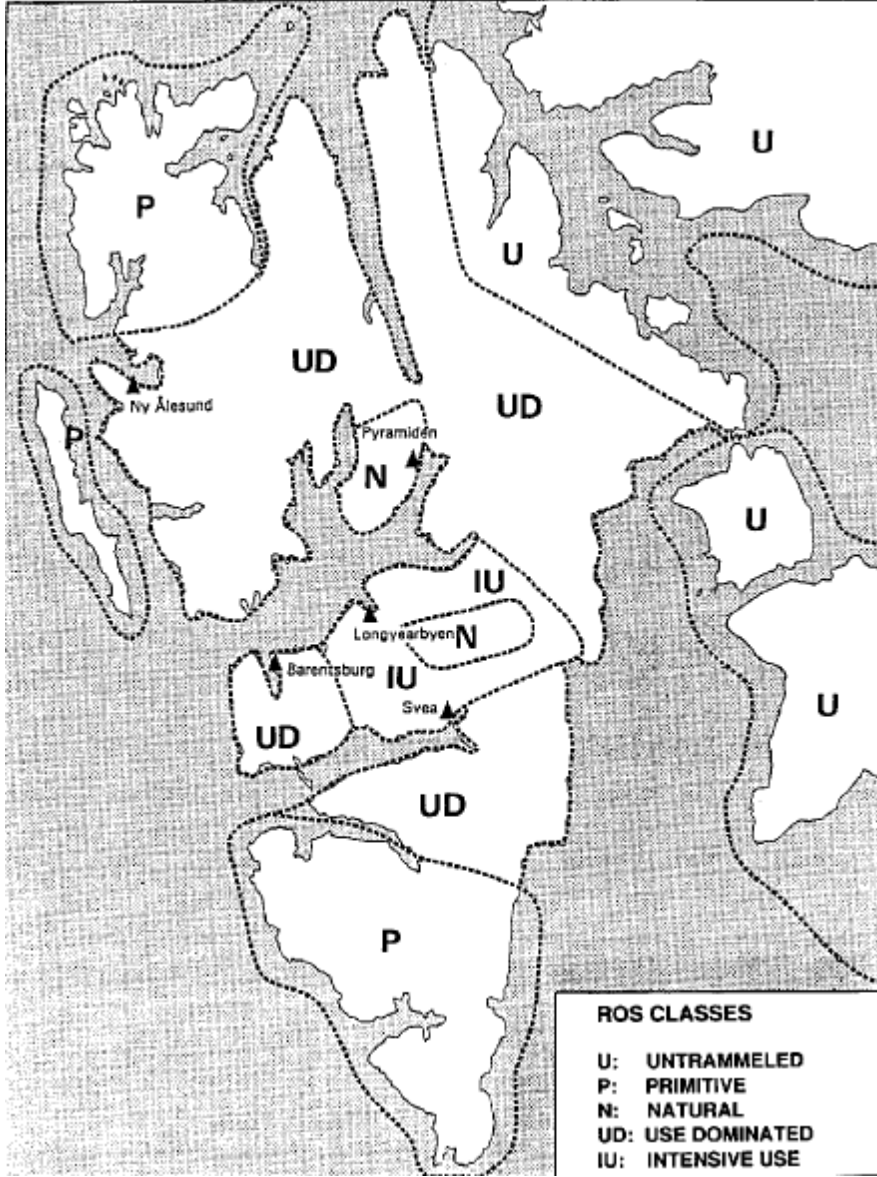 U
P
U
UD
UD
Ny Ålesund
P
Pyramiden
N
U
IU
Longyearbyen
N
Barentsburg
IU
Svea
U
UD
UD
P
ROS CLASSES
U: UNTRAMMELED
P: PRIMITIVE
N: NATURAL
UD: USE DOMINATED
IU: INTENSIVE USE